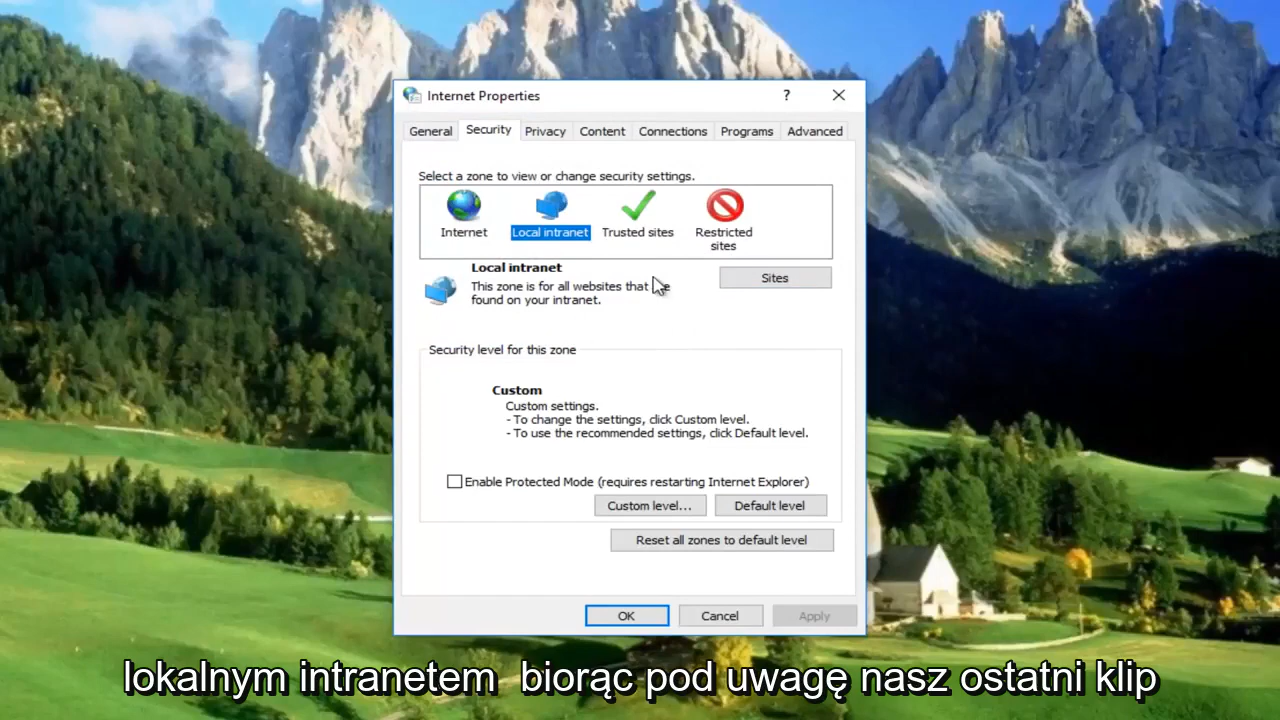 Internet Properties
?
General Security Privacy Content Connections Programs Advanced
Select a zone to view or change security settings.
Internet
Local intranet
Trusted sites
Restricted
sites
Local intranet
This zone is for all websites that
found on your intranet.
Sites
Security level for this zone
Custom
Custom settings.
- To change the settings, click Custom level.
- To use the recommended settings, click Default level.
Enable Protected Mode (requires restarting Internet Explorer)
Custom level...
Default level
Reset all zones to default level
OK
Cancel
Apply
lokalnym intranetem biorąc pod uwagę nasz ostatni klip